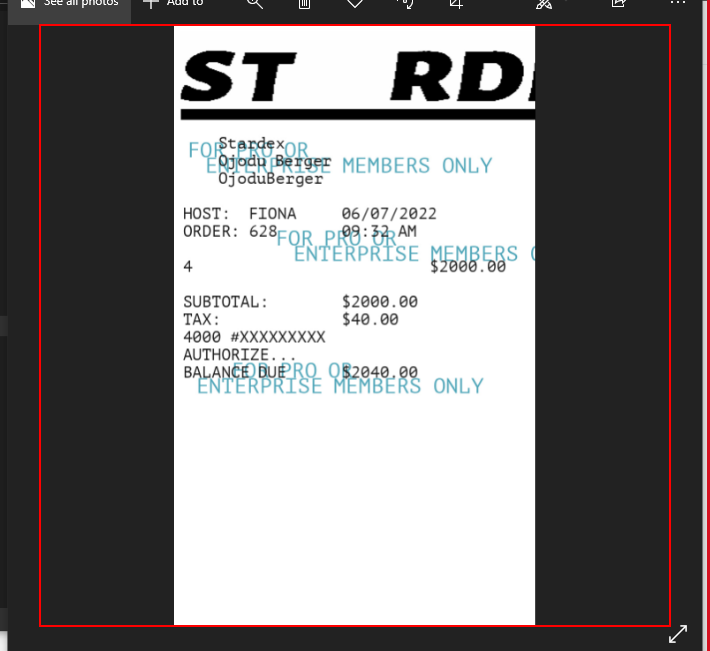 See all photos
Add to
ST RD
Stardex
FOR PRO OR
Ojodu Berger
ENTERPRISE MEMBERS ONLY
OjoduBerger
HOST: FIONA 06/07/2022
ORDER: 628 09:32 AM
FOR PRO OR
ENTERPRISE MEMBERS O
4 $2000.00
SUBTOTAL: $2000.00
TAX: $40.00
4000 #XXXXXXXXX
AUTHORIZE...
BALANCE DUE $2040.00
FOR PRO OR
ENTERPRISE MEMBERS ONLY